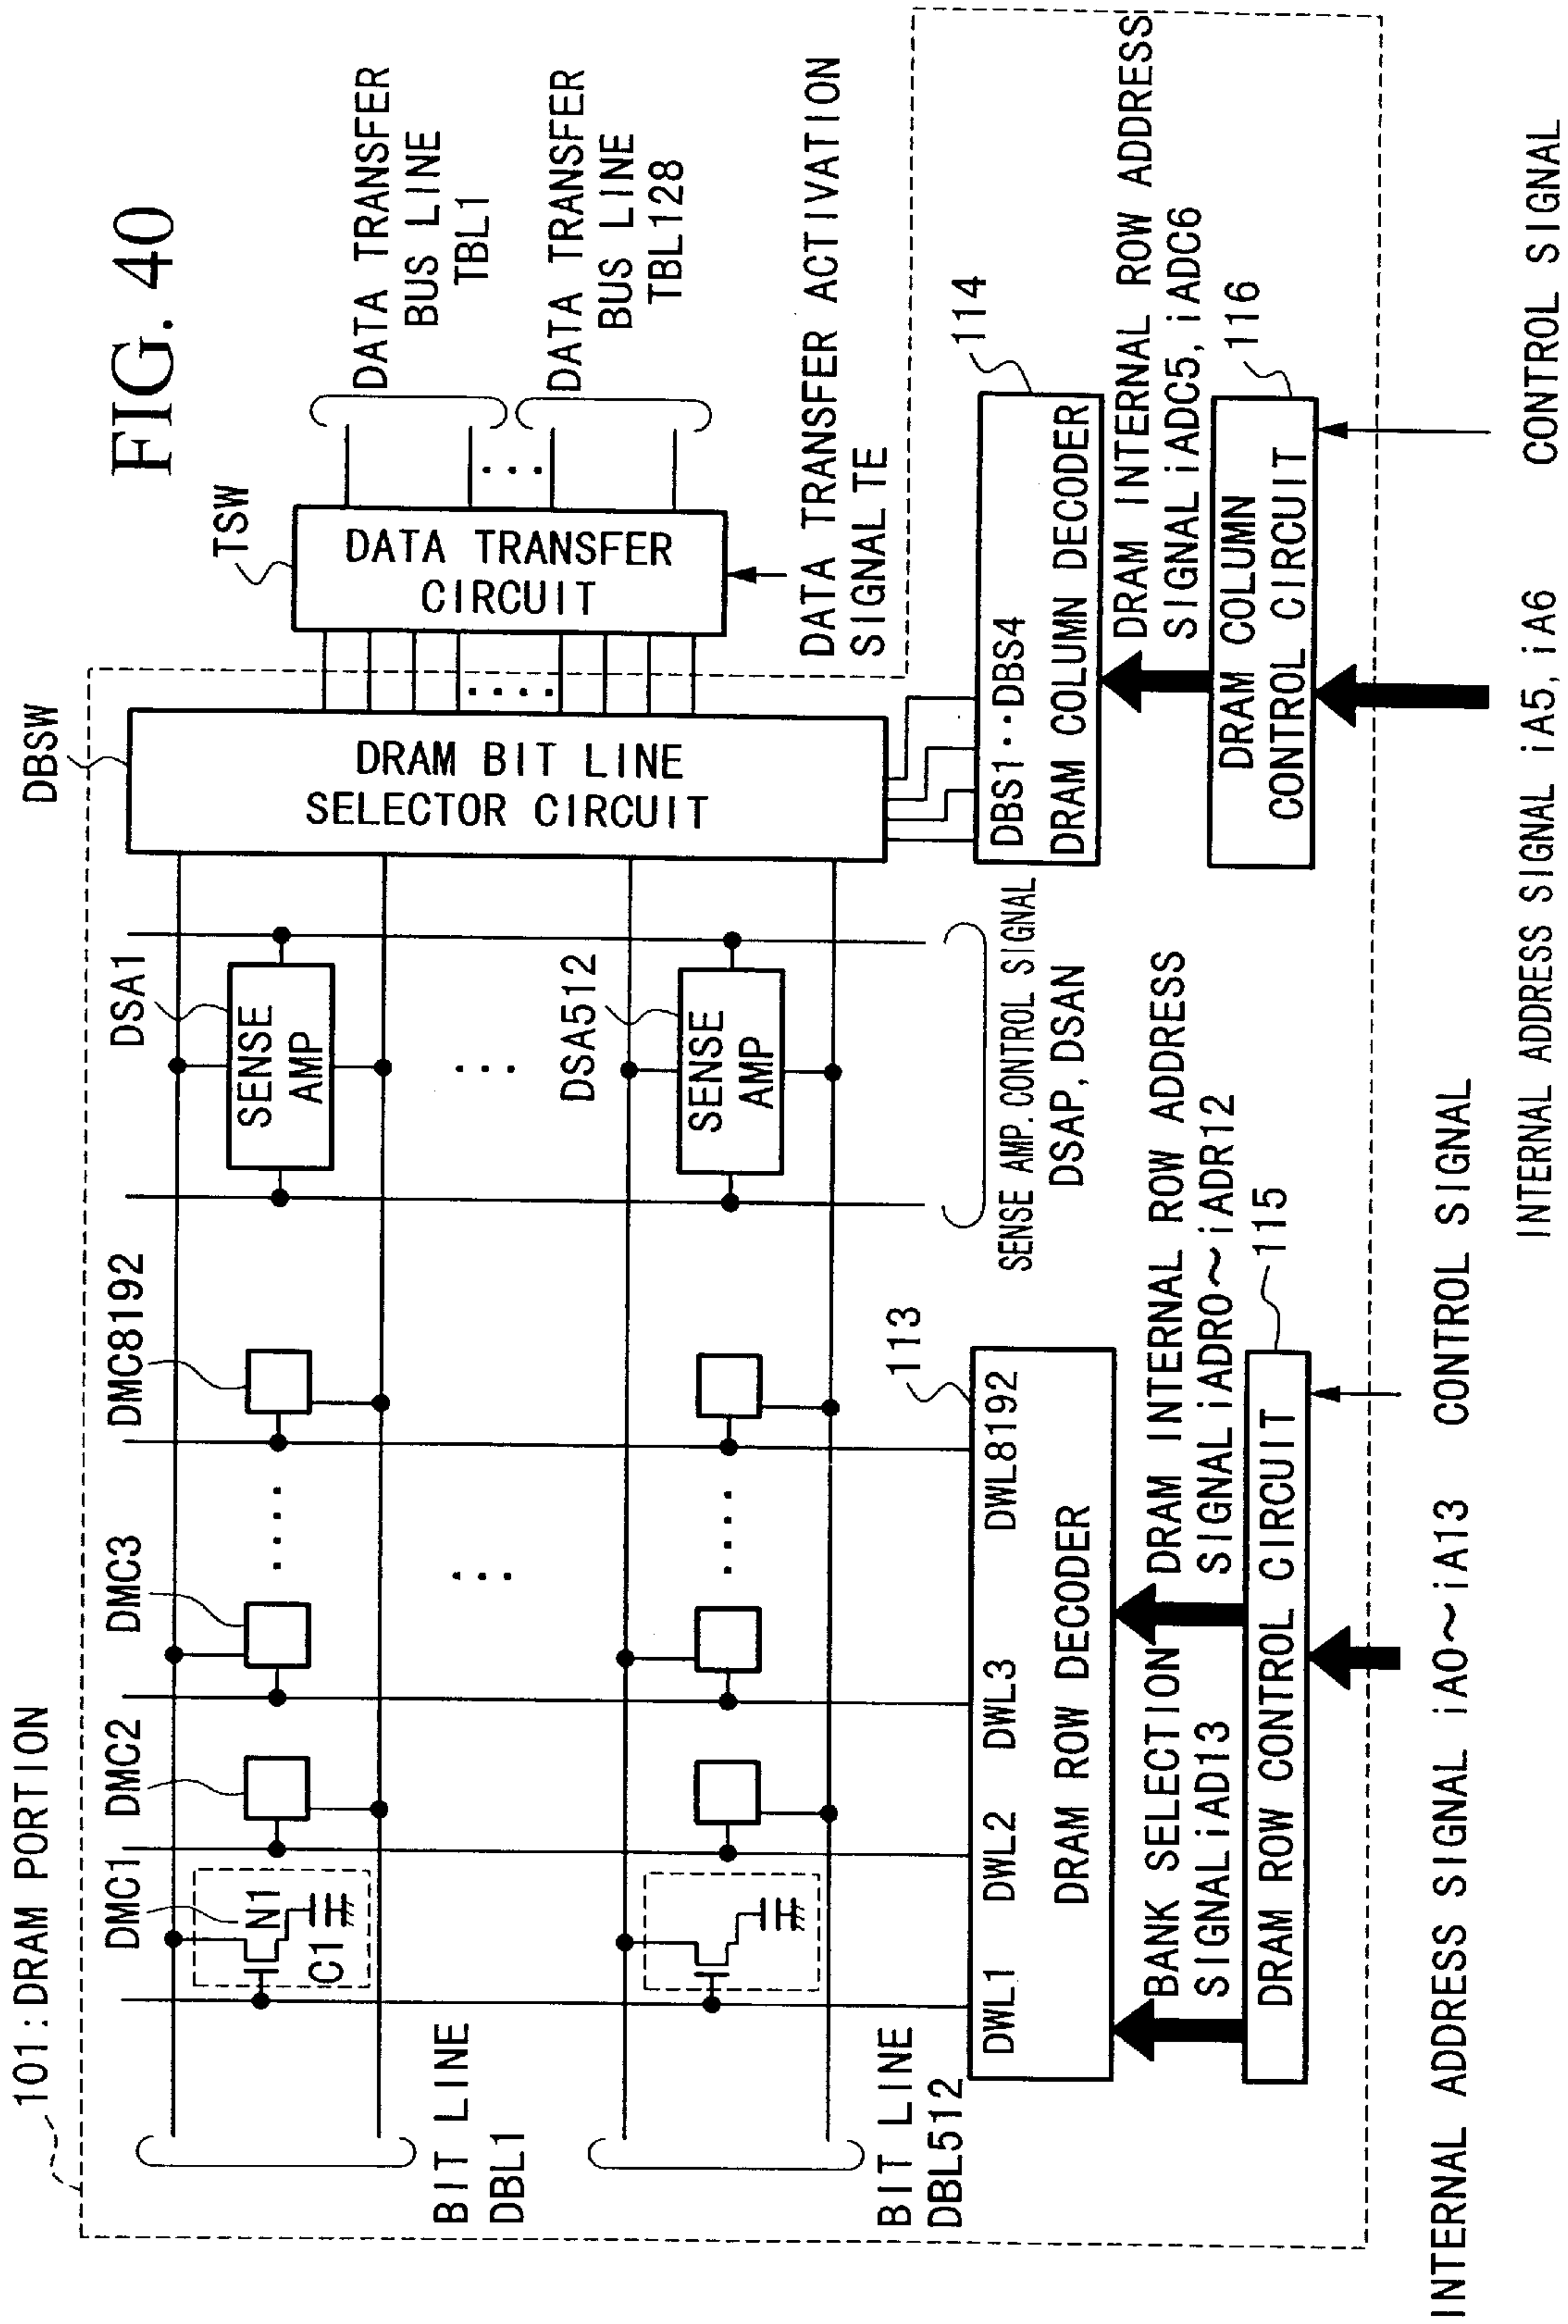 FIG. 40
101:DRAM PORTION
DMC1
DMC2
DMC3
DMC8192
DSA1
DBSW
TSW
N1
C1
SENSE
AMP
DRAM BIT LINE
SELECTOR CIRCUIT
DATA TRANSFER
CIRCUIT
DATA TRANSFER
BUS LINE
TBL1
DATA TRANSFER
BUS LINE
TBL128
BIT LINE
DBL1
DSA512
SENSE
AMP
DATA TRANSFER ACTIVATION
SIGNAL TE
BIT LINE
DBL512
113
114
DWL1
DWL2
DWL3
DWL8192
DRAM ROW DECODER
SENSE AMP. CONTROL SIGNAL
DSAP, DSAN
DBS1··DBS4
DRAM COLUMN DECODER
BANK SELECTION
SIGNAL iAD13
DRAM INTERNAL ROW ADDRESS
SIGNAL iADR0~iADR12
DRAM INTERNAL ROW ADDRESS
SIGNAL iADC5, iADC6
115
116
DRAM ROW CONTROL CIRCUIT
DRAM COLUMN
CONTROL CIRCUIT
INTERNAL ADDRESS SIGNAL iA0~iA13
CONTROL SIGNAL
INTERNAL ADDRESS SIGNAL iA5, iA6
CONTROL SIGNAL